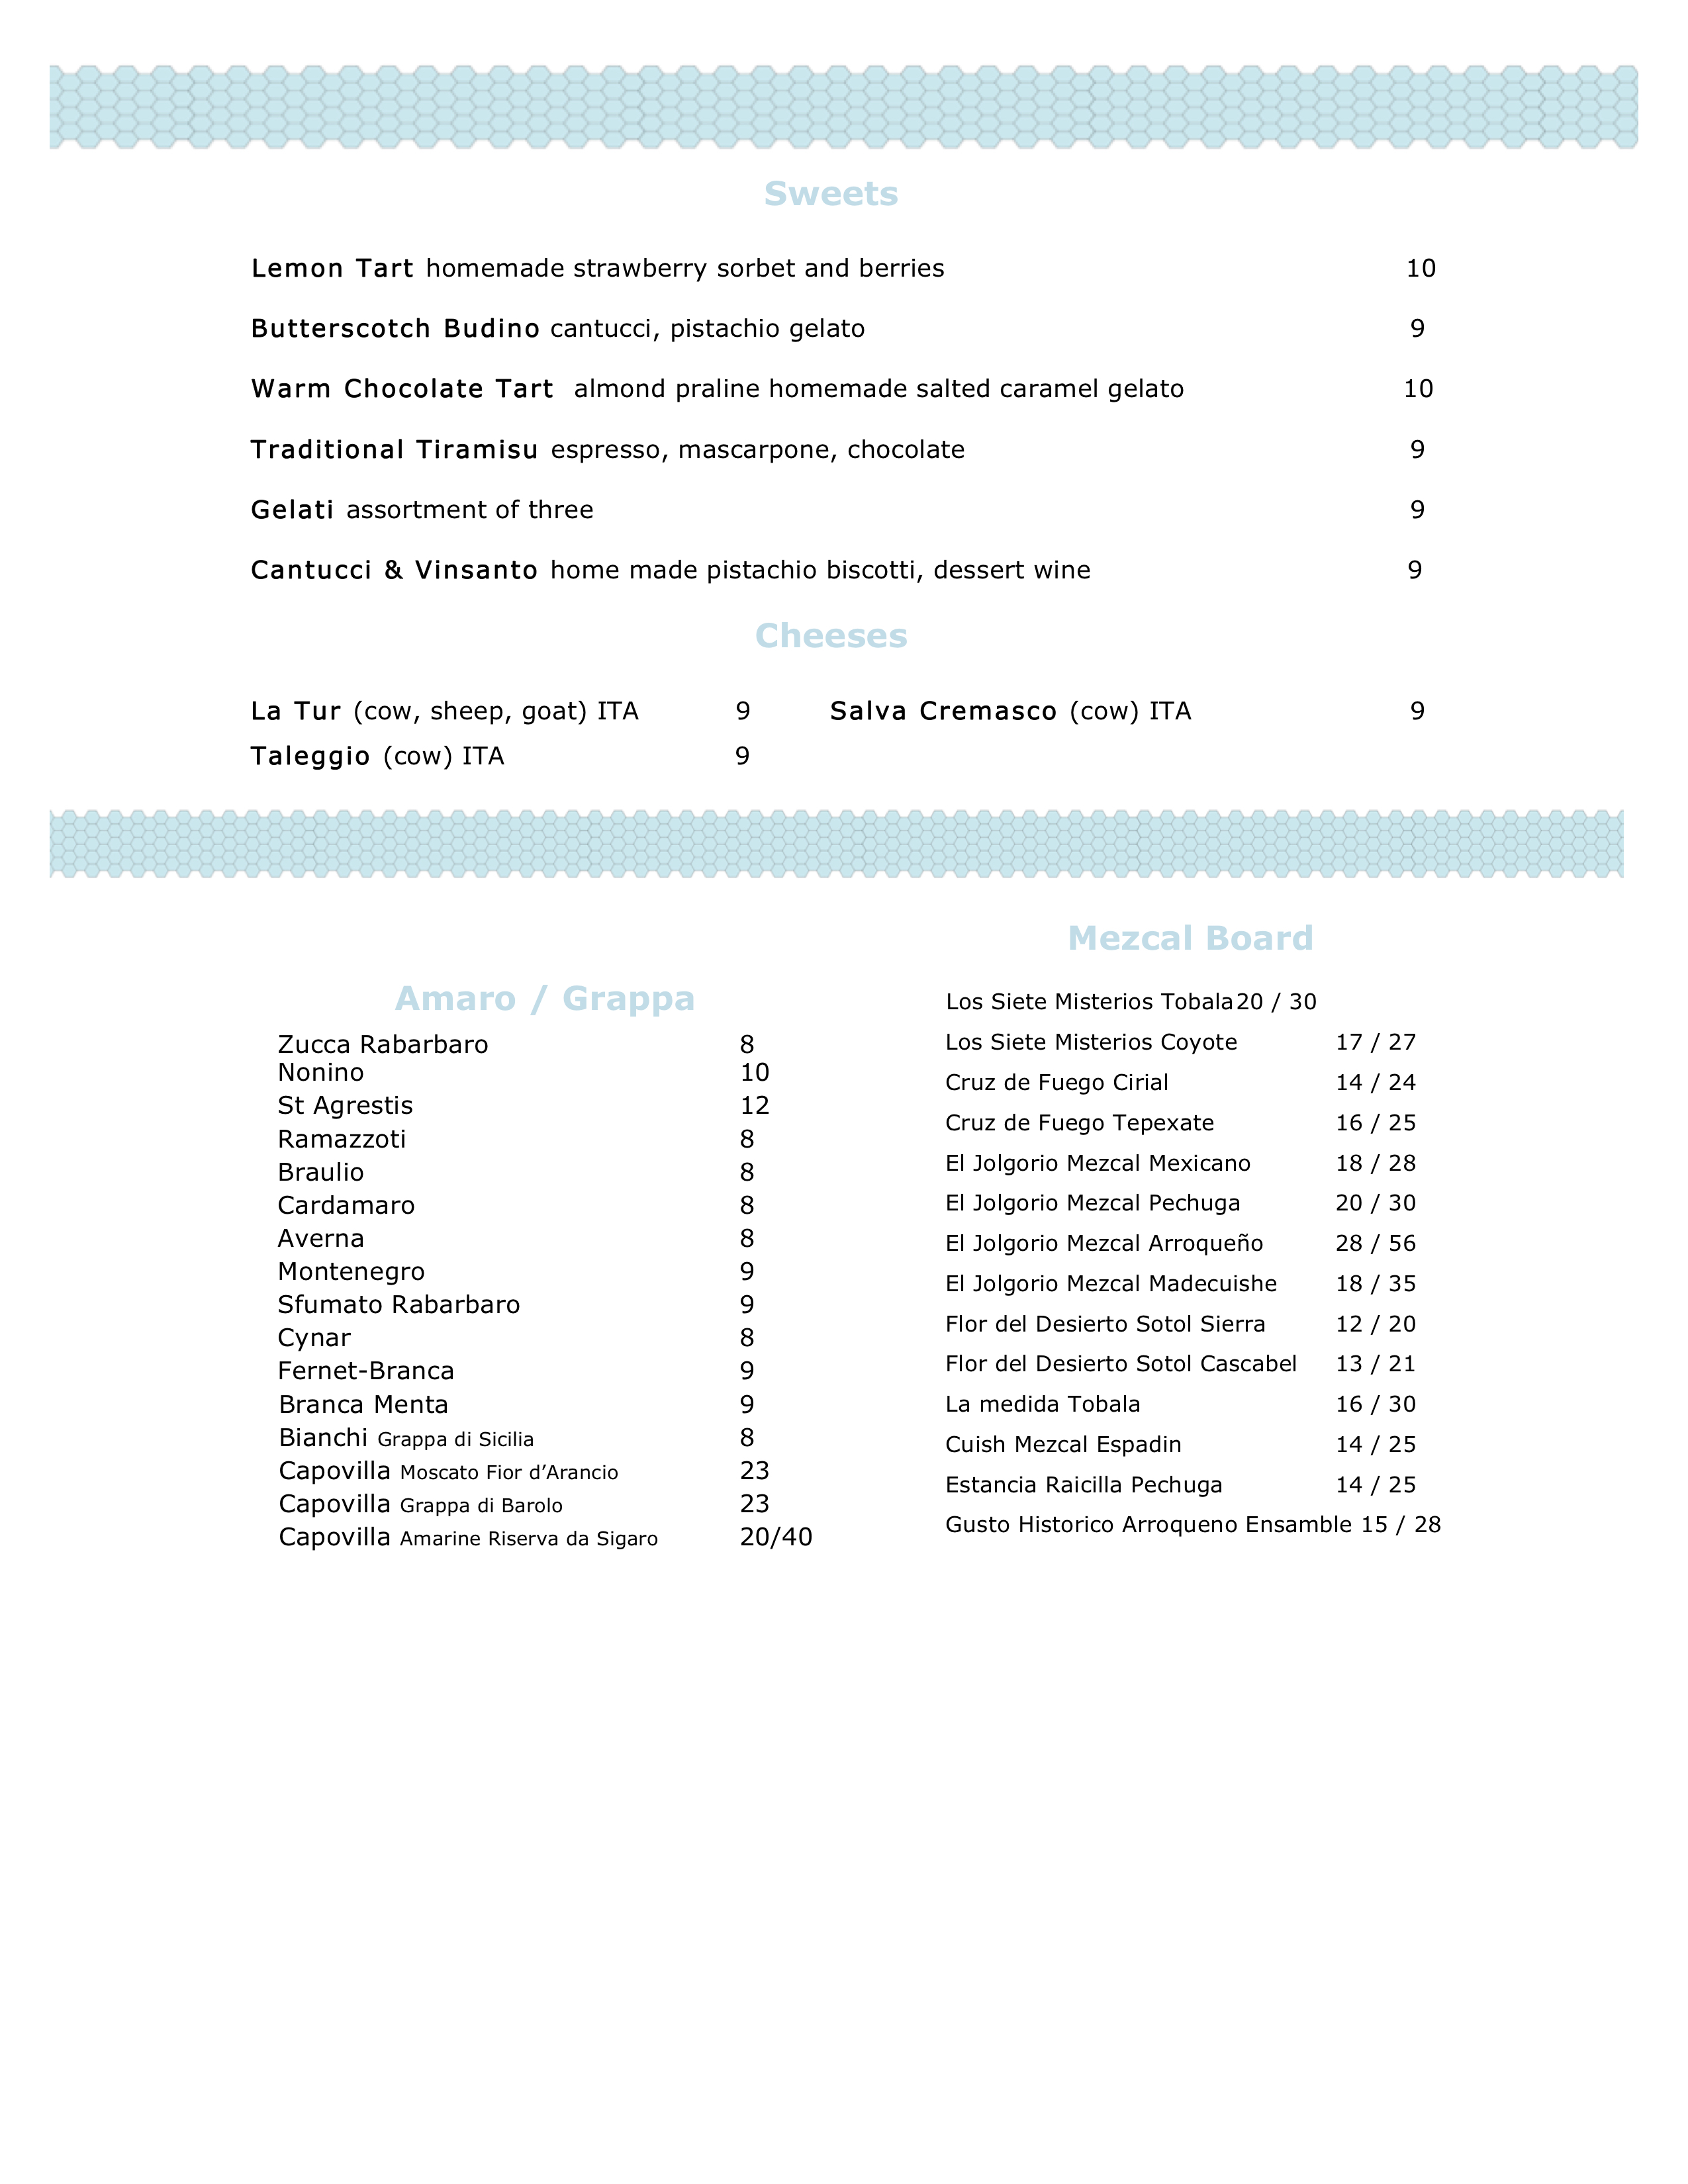 Sweets
Lemon Tart homemade strawberry sorbet and berries 10
Butterscotch Budino cantucci, pistachio gelato 9
Warm Chocolate Tart almond praline homemade salted caramel gelato 10
Traditional Tiramisu espresso, mascarpone, chocolate 9
Gelati assortment of three 9
Cantucci & Vinsanto home made pistachio biscotti, dessert wine 9
Cheeses
La Tur (cow, sheep, goat) ITA 9 Salva Cremasco (cow) ITA 9
Taleggio (cow) ITA 9
Amaro / Grappa
Zucca Rabarbaro 8
Nonino 10
St Agrestis 12
Ramazzoti 8
Braulio 8
Cardamaro 8
Averna 8
Montenegro 9
Sfumato Rabarbaro 9
Cynar 8
Fernet-Branca 9
Branca Menta 9
Bianchi Grappa di Sicilia 8
Capovilla Moscato Fior d’Arancio 23
Capovilla Grappa di Barolo 23
Capovilla Amarine Riserva da Sigaro 20/40
Mezcal Board
Los Siete Misterios Tobala 20 / 30
Los Siete Misterios Coyote 17 / 27
Cruz de Fuego Cirial 14 / 24
Cruz de Fuego Tepexate 16 / 25
El Jolgorio Mezcal Mexicano 18 / 28
El Jolgorio Mezcal Pechuga 20 / 30
El Jolgorio Mezcal Arroqueño 28 / 56
El Jolgorio Mezcal Madecuishe 18 / 35
Flor del Desierto Sotol Sierra 12 / 20
Flor del Desierto Sotol Cascabel 13 / 21
La medida Tobala 16 / 30
Cuish Mezcal Espadin 14 / 25
Estancia Raicilla Pechuga 14 / 25
Gusto Historico Arroqueno Ensamble 15 / 28